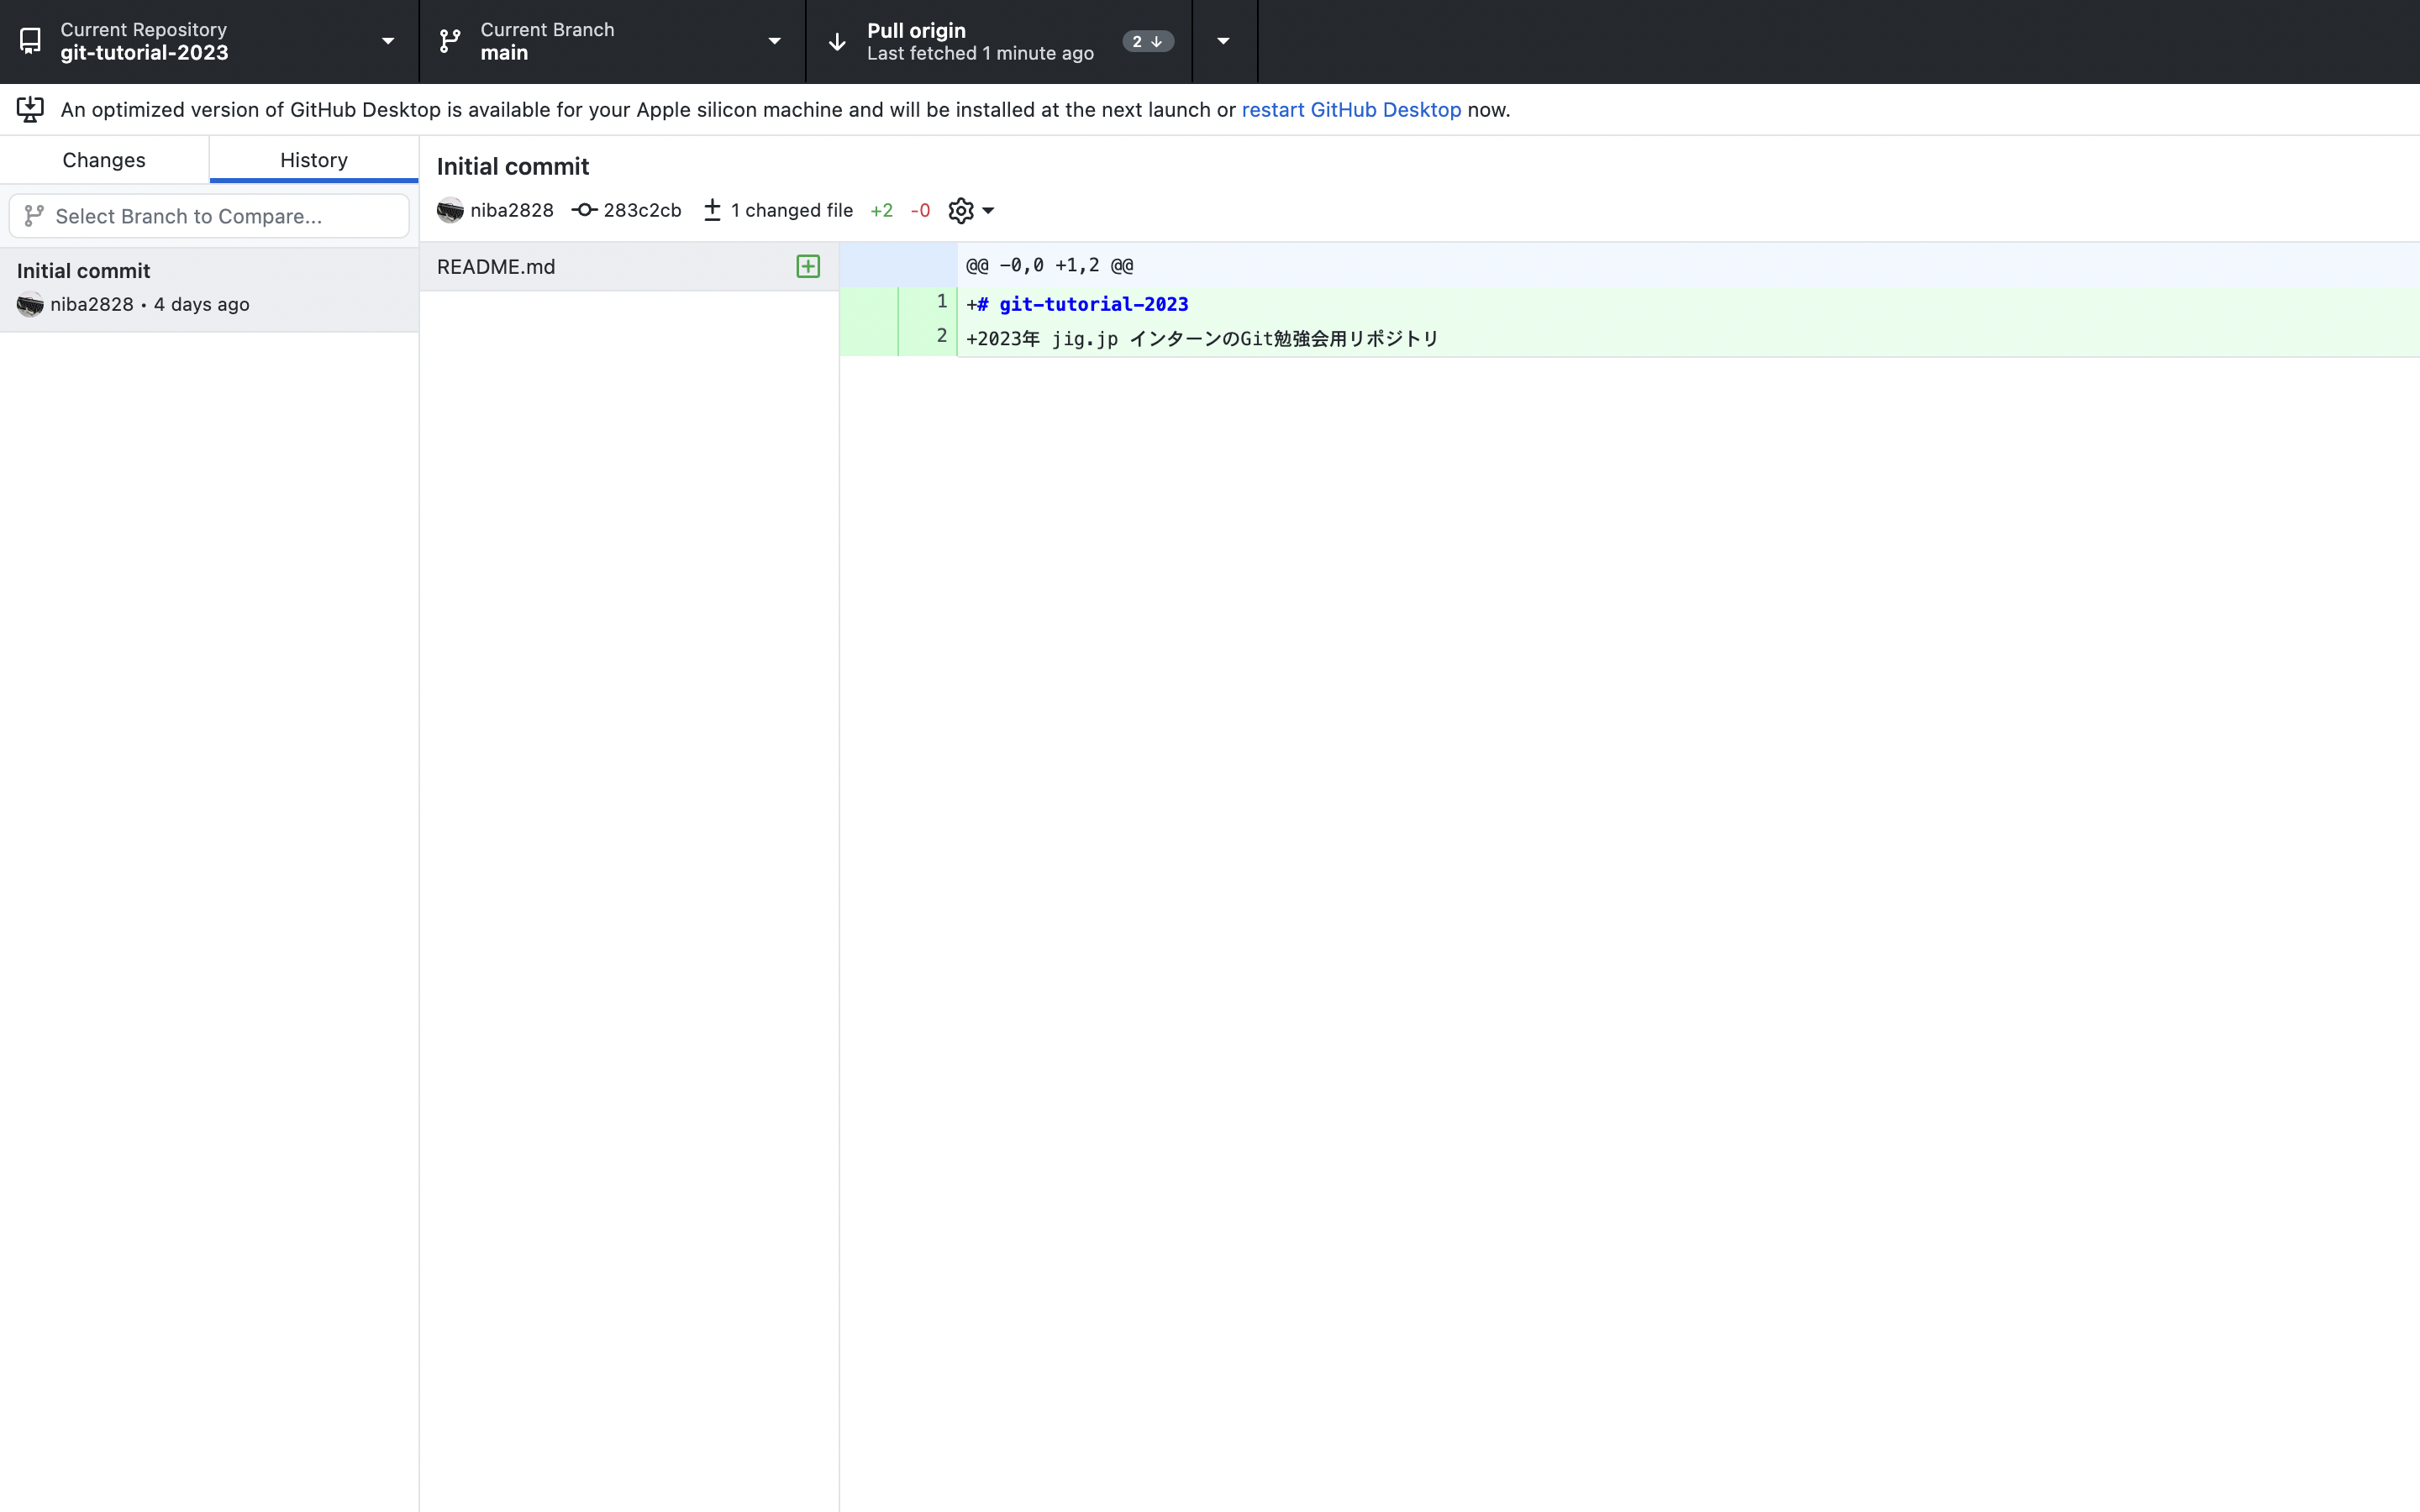 Current Repository
git-tutorial-2023
Current Branch
main
Pull origin
Last fetched 1 minute ago
2
An optimized version of GitHub Desktop is available for your Apple silicon machine and will be installed at the next launch or restart GitHub Desktop now.
Changes
History
Select Branch to Compare...
Initial commit
niba2828 • 4 days ago
Initial commit
niba2828 283c2cb 1 changed file +2 -0
README.md
@@ -0,0 +1,2 @@
1 +# git-tutorial-2023
2 +2023年 jig.jp インターンのGit勉強会用リポジトリ